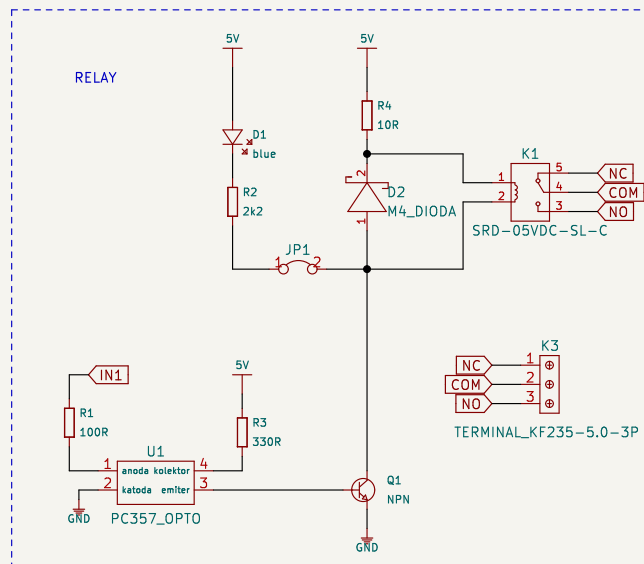 RELAY
5V
5V
D1
blue
R4
10R
R2
2k2
2
D2
M4_DIODA
1
K1
1
2
5
4
3
NC
COM
NO
SRD-05VDC-SL-C
JP1
1
2
IN1
R1
100R
5V
R3
330R
U1
1
2
anoda kolektor
katoda emiter
4
3
PC357_OPTO
GND
Q1
NPN
GND
K3
NC
COM
NO
1
2
3
TERMINAL_KF235-5.0-3P